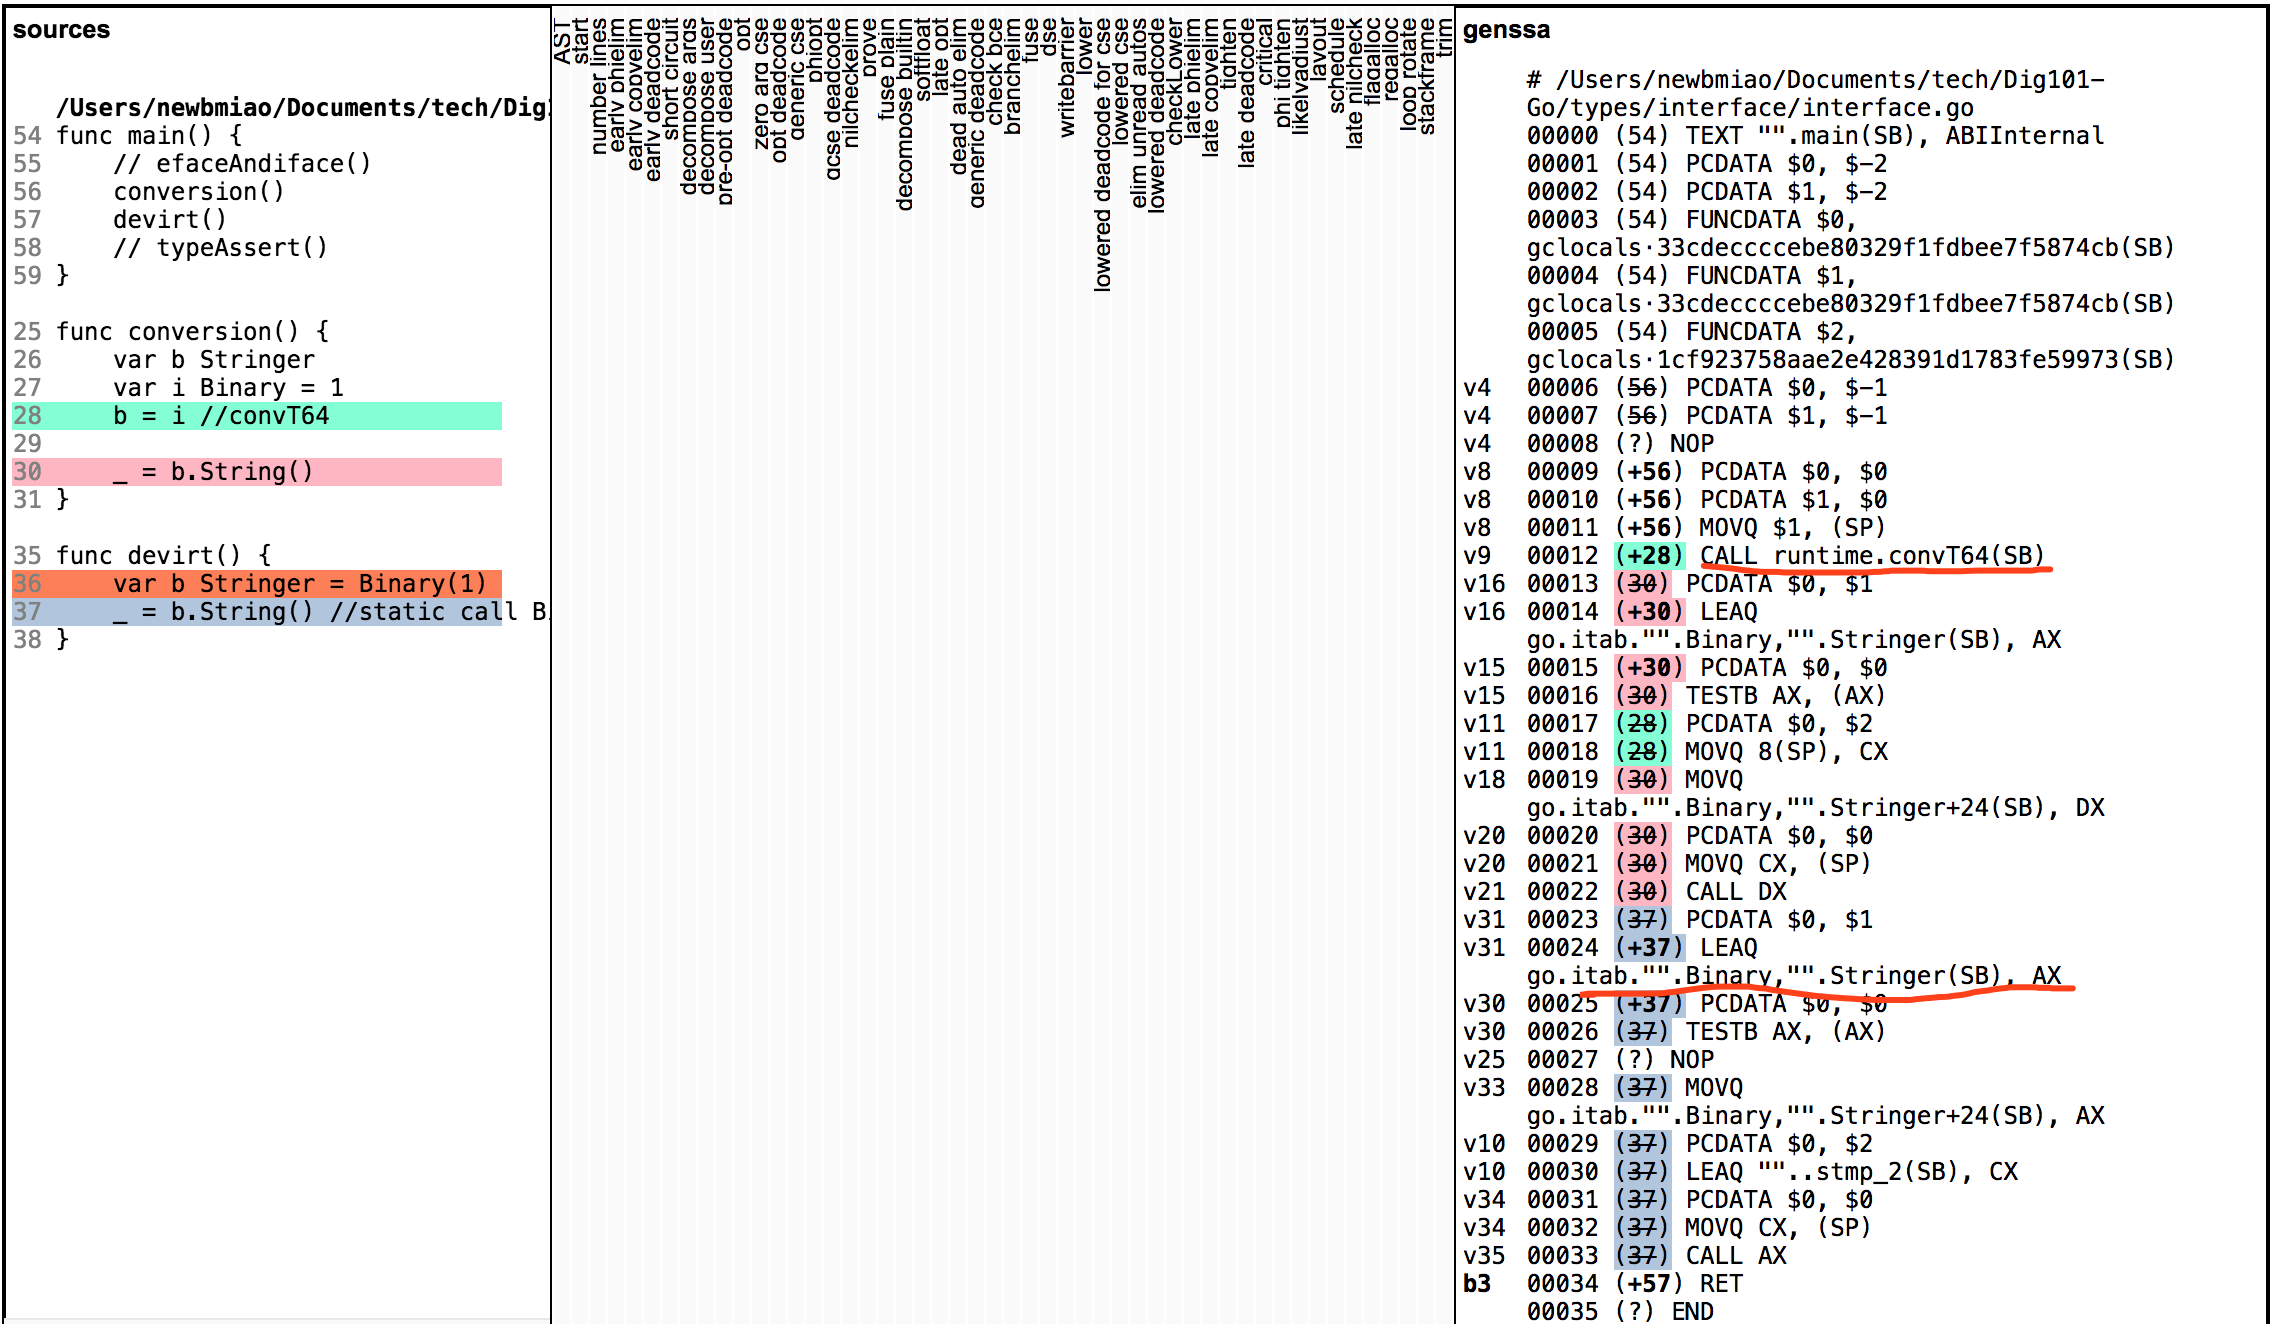 sources
/Users/newbmiao/Documents/tech/Dig
54 func main() {
55     // efaceAndiface()
56     conversion()
57     devirt()
58     // typeAssert()
59 }
25 func conversion() {
26     var b Stringer
27     var i Binary = 1
28     b = i //convT64
29
30     _ = b.String()
31 }
35 func devirt() {
36     var b Stringer = Binary(1)
37     _ = b.String() //static call B.
38 }
AST
start
number lines
early phielim
early copyelim
early deadcode
short circuit
decompose args
decompose user
pre-opt deadcode
opt
zero arg cse
opt deadcode
generic cse
phiopt
gcse deadcode
nilcheckelim
prove
fuse plain
decompose builtin
softfloat
late opt
dead auto elim
generic deadcode
check bce
branchelim
fuse
dse
writebarrier
lower
lowered deadcode for cse
lowered cse
elim unread autos
lowered deadcode
checkLower
late phielim
late copyelim
tighten
late deadcode
critical
phi tighten
likelyadjust
layout
schedule
late nilcheck
flagalloc
regalloc
loop rotate
stackframe
trim
genssa
# /Users/newbmiao/Documents/tech/Dig101-
Go/types/interface/interface.go
00000 (54) TEXT "".main(SB), ABIInternal
00001 (54) PCDATA $0, $-2
00002 (54) PCDATA $1, $-2
00003 (54) FUNCDATA $0,
gclocals·33cdeccccebe80329f1fdbee7f5874cb(SB)
00004 (54) FUNCDATA $1,
gclocals·33cdeccccebe80329f1fdbee7f5874cb(SB)
00005 (54) FUNCDATA $2,
gclocals·1cf923758aae2e428391d1783fe59973(SB)
v4 00006 (56) PCDATA $0, $-1
v4 00007 (56) PCDATA $1, $-1
v4 00008 (?) NOP
v8 00009 (+56) PCDATA $0, $0
v8 00010 (+56) PCDATA $1, $0
v8 00011 (+56) MOVQ $1, (SP)
v9 00012 (+28) CALL runtime.convT64(SB)
v16 00013 (30) PCDATA $0, $1
v16 00014 (+30) LEAQ
go.itab."".Binary,"".Stringer(SB), AX
v15 00015 (+30) PCDATA $0, $0
v15 00016 (30) TESTB AX, (AX)
v11 00017 (28) PCDATA $0, $2
v11 00018 (28) MOVQ 8(SP), CX
v18 00019 (30) MOVQ
go.itab."".Binary,"".Stringer+24(SB), DX
v20 00020 (30) PCDATA $0, $0
v20 00021 (30) MOVQ CX, (SP)
v21 00022 (30) CALL DX
v31 00023 (37) PCDATA $0, $1
v31 00024 (+37) LEAQ
go.itab."".Binary,"".Stringer(SB), AX
v30 00025 (+37) PCDATA $0, $0
v30 00026 (37) TESTB AX, (AX)
v25 00027 (?) NOP
v33 00028 (37) MOVQ
go.itab."".Binary,"".Stringer+24(SB), AX
v10 00029 (37) PCDATA $0, $2
v10 00030 (37) LEAQ ""..stmp_2(SB), CX
v34 00031 (37) PCDATA $0, $0
v34 00032 (37) MOVQ CX, (SP)
v35 00033 (37) CALL AX
b3 00034 (+57) RET
00035 (?) END